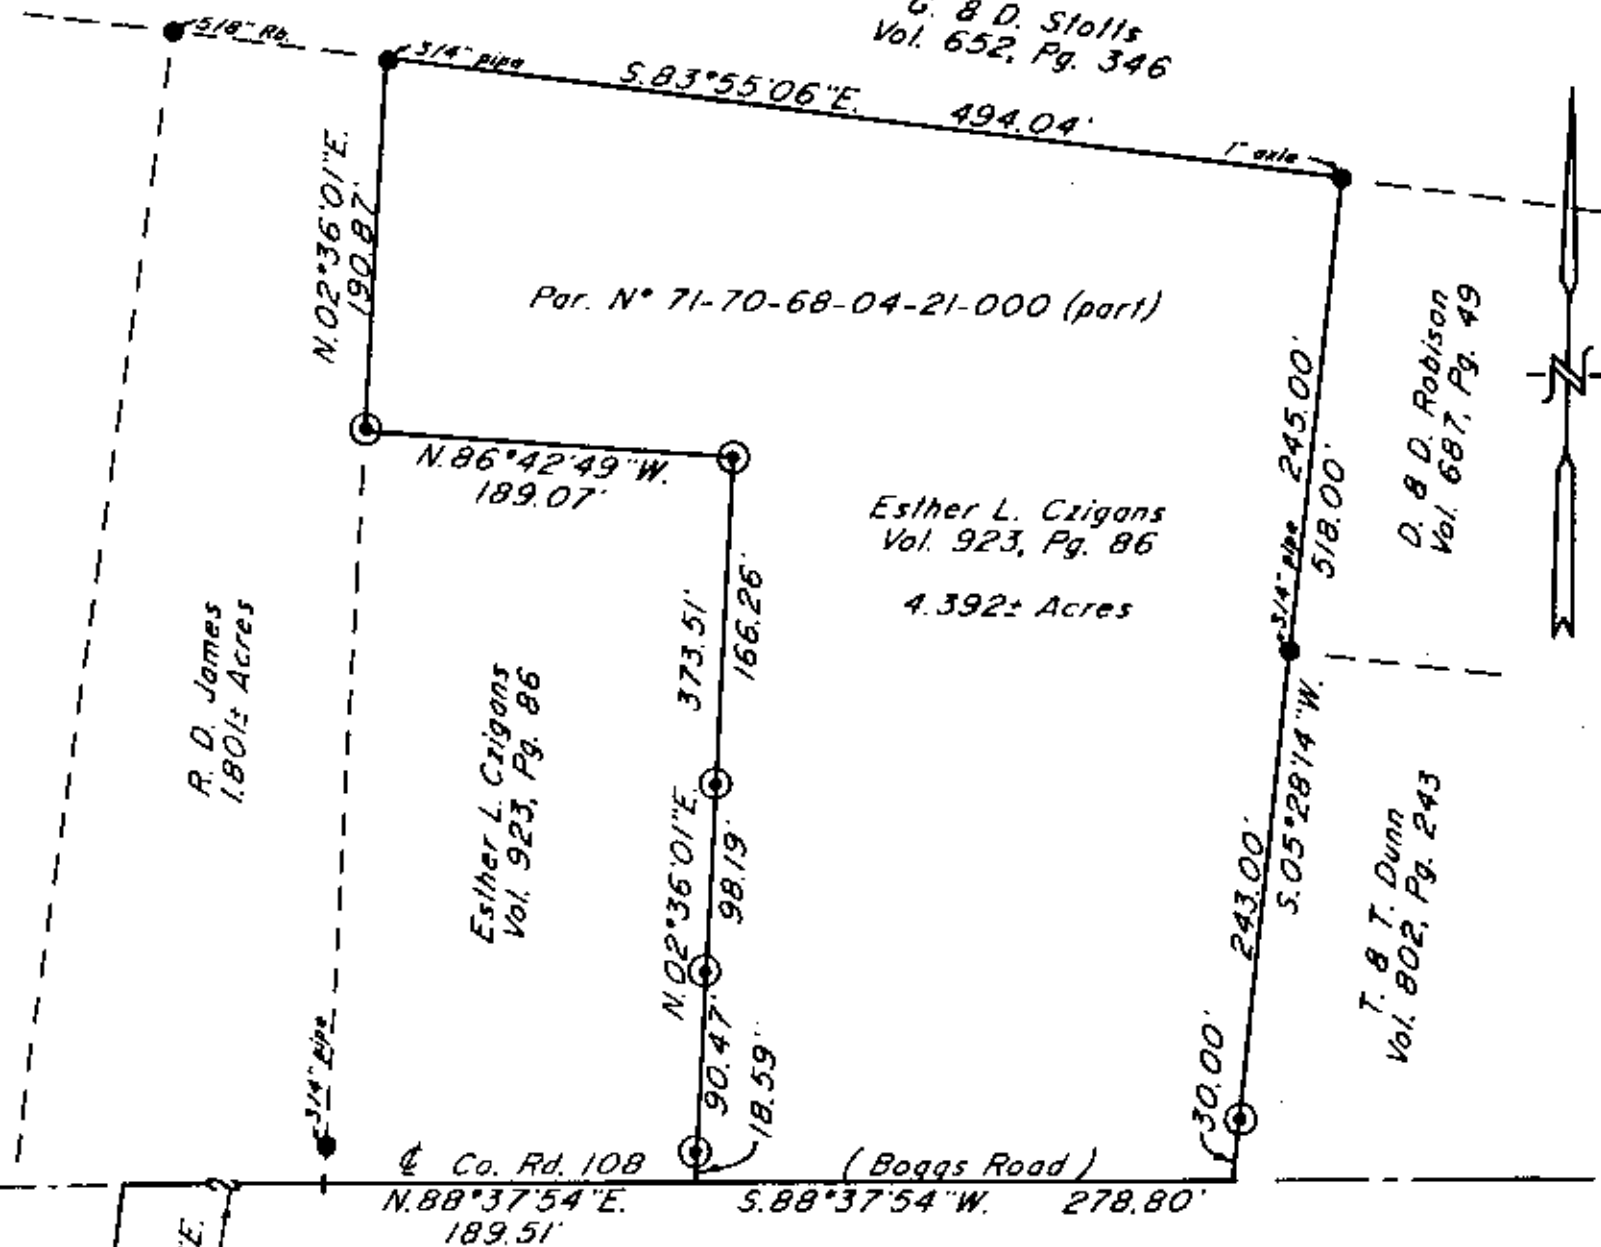 G. & D. Stolts
Vol. 652, Pg. 346
5/8" Rb.
3/4" pipe
S.83°55'06"E. 494.04'
1" axle
N.02°36'01"E.
190.87'
Par. N° 71-70-68-04-21-000 (part)
N
D. & D. Robison
Vol. 687, Pg. 49
245.00'
518.00'
3/4" pipe
N.86°42'49"W.
189.07'
Esther L. Czigans
Vol. 923, Pg. 86
4.392± Acres
373.51'
166.26'
R. D. James
1.801± Acres
Esther L. Czigans
Vol. 923, Pg. 86
N.02°36'01"E.
98.19'
S.05°28'14"W.
243.00'
T. & T. Dunn
Vol. 802, Pg. 243
90.47'
18.59'
30.00'
3/4" pipe
℄ Co. Rd. 108 (Boggs Road)
N.88°37'54"E.
189.51'
S.88°37'54"W. 278.80'
"E.